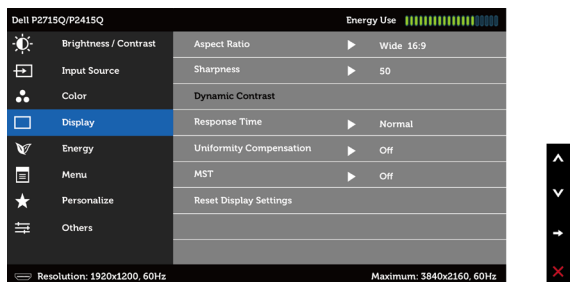 Dell P2715Q/P2415Q Energy Use
Brightness / Contrast Aspect Ratio Wide 16:9
Input Source Sharpness 50
Color Dynamic Contrast
Display Response Time Normal
Energy Uniformity Compensation Off
Menu MST Off
Personalize Reset Display Settings
Others
Resolution: 1920x1200, 60Hz Maximum: 3840x2160, 60Hz